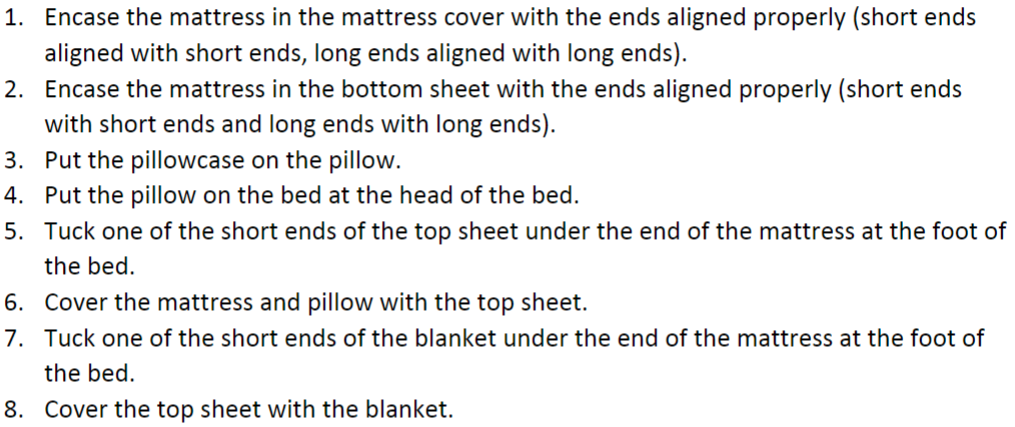 1. Encase the mattress in the mattress cover with the ends aligned properly (short ends
aligned with short ends, long ends aligned with long ends).
2. Encase the mattress in the bottom sheet with the ends aligned properly (short ends
with short ends and long ends with long ends).
3. Put the pillowcase on the pillow.
4. Put the pillow on the bed at the head of the bed.
5. Tuck one of the short ends of the top sheet under the end of the mattress at the foot of
the bed.
6. Cover the mattress and pillow with the top sheet.
7. Tuck one of the short ends of the blanket under the end of the mattress at the foot of
the bed.
8. Cover the top sheet with the blanket.